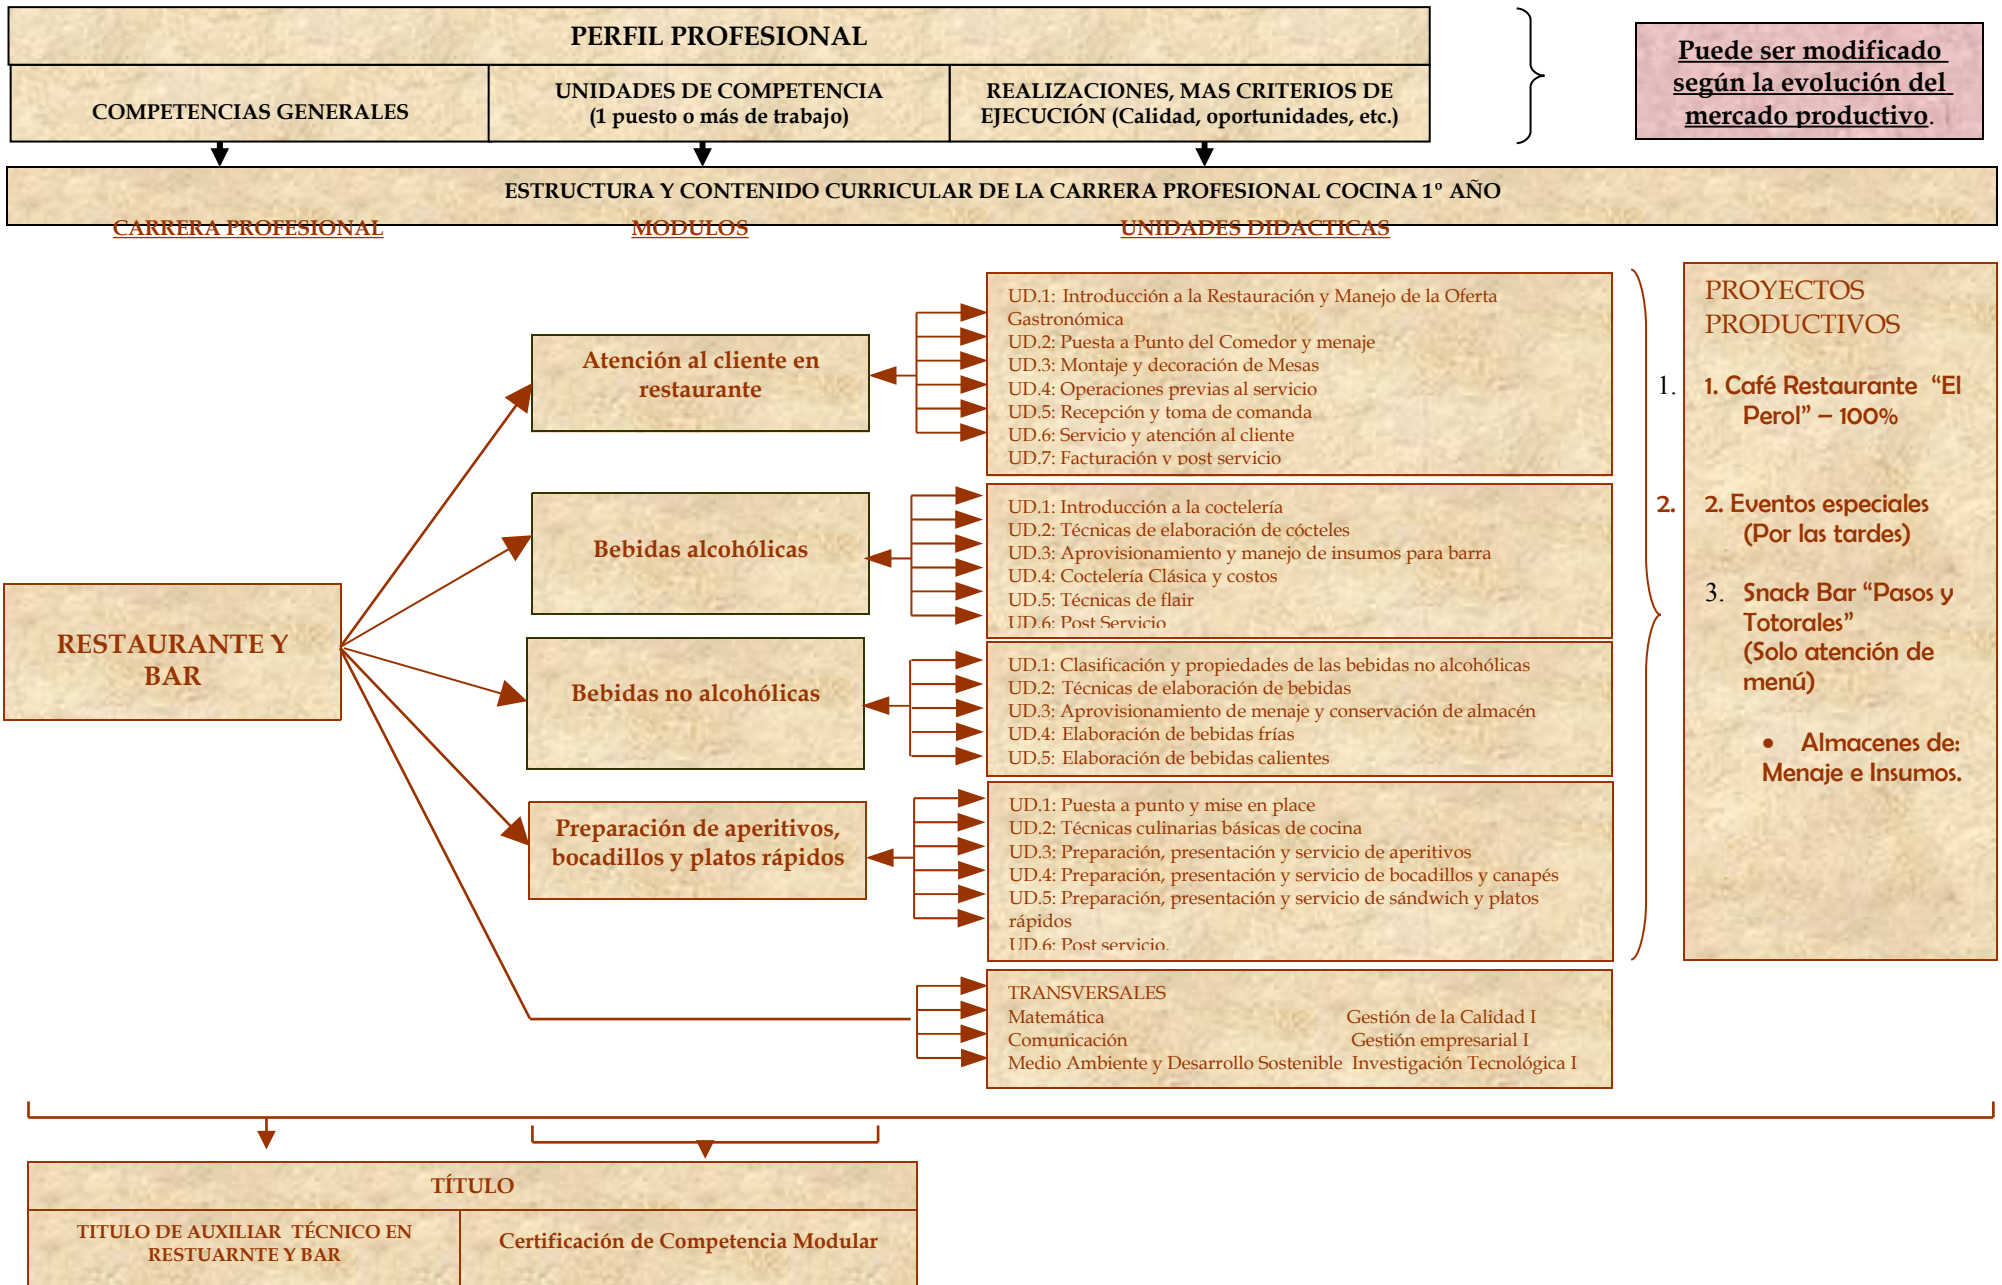 PERFIL PROFESIONAL
COMPETENCIAS GENERALES
UNIDADES DE COMPETENCIA
(1 puesto o más de trabajo)
REALIZACIONES, MAS CRITERIOS DE
EJECUCIÓN (Calidad, oportunidades, etc.)
Puede ser modificado
según la evolución del
mercado productivo.
ESTRUCTURA Y CONTENIDO CURRICULAR DE LA CARRERA PROFESIONAL COCINA 1º AÑO
CARRERA PROFESIONAL
MODULOS
UNIDADES DIDACTICAS
RESTAURANTE Y
BAR
Atención al cliente en
restaurante
UD.1: Introducción a la Restauración y Manejo de la Oferta
Gastronómica
UD.2: Puesta a Punto del Comedor y menaje
UD.3: Montaje y decoración de Mesas
UD.4: Operaciones previas al servicio
UD.5: Recepción y toma de comanda
UD.6: Servicio y atención al cliente
UD.7: Facturación y post servicio
Bebidas alcohólicas
UD.1: Introducción a la coctelería
UD.2: Técnicas de elaboración de cócteles
UD.3: Aprovisionamiento y manejo de insumos para barra
UD.4: Coctelería Clásica y costos
UD.5: Técnicas de flair
UD.6: Post Servicio
Bebidas no alcohólicas
UD.1: Clasificación y propiedades de las bebidas no alcohólicas
UD.2: Técnicas de elaboración de bebidas
UD.3: Aprovisionamiento de menaje y conservación de almacén
UD.4: Elaboración de bebidas frías
UD.5: Elaboración de bebidas calientes
Preparación de aperitivos,
bocadillos y platos rápidos
UD.1: Puesta a punto y mise en place
UD.2: Técnicas culinarias básicas de cocina
UD.3: Preparación, presentación y servicio de aperitivos
UD.4: Preparación, presentación y servicio de bocadillos y canapés
UD.5: Preparación, presentación y servicio de sándwich y platos
rápidos
UD.6: Post servicio.
TRANSVERSALES
Matemática Gestión de la Calidad I
Comunicación Gestión empresarial I
Medio Ambiente y Desarrollo Sostenible Investigación Tecnológica I
PROYECTOS
PRODUCTIVOS
1. 1. Café Restaurante “El
Perol” – 100%
2. 2. Eventos especiales
(Por las tardes)
3. Snack Bar “Pasos y
Totorales”
(Solo atención de
menú)
• Almacenes de:
Menaje e Insumos.
TÍTULO
TITULO DE AUXILIAR TÉCNICO EN
RESTUARNTE Y BAR
Certificación de Competencia Modular